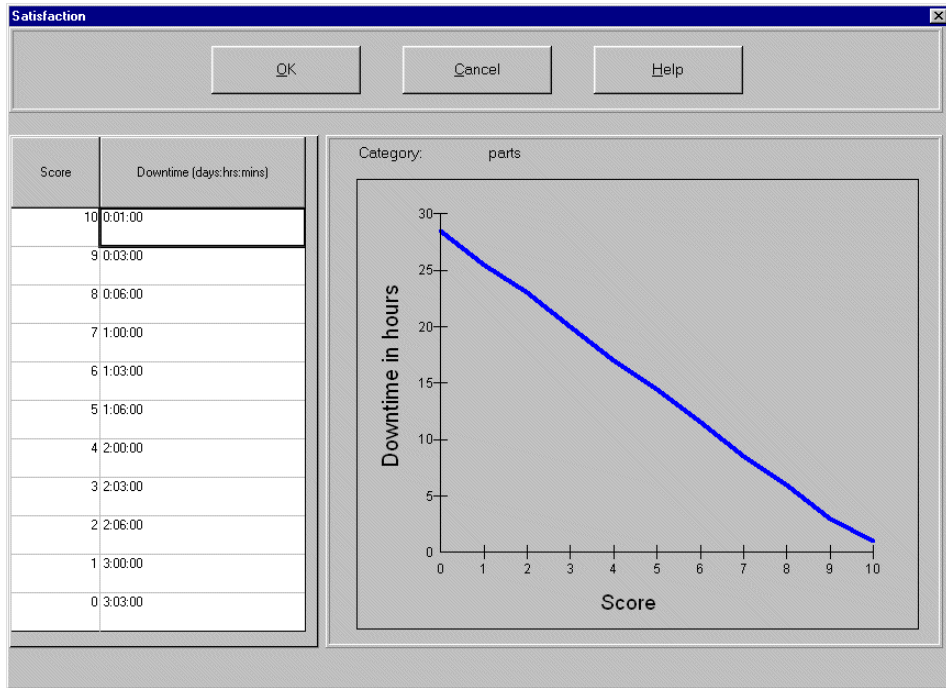 Satisfaction
OK Cancel Help
Score Downtime (days:hrs:mins)
10 0:01:00
9 0:03:00
8 0:06:00
7 1:00:00
6 1:03:00
5 1:06:00
4 2:00:00
3 2:03:00
2 2:06:00
1 3:00:00
0 3:03:00
Category: parts
Downtime in hours
30
25
20
15
10
5
0
0 1 2 3 4 5 6 7 8 9 10
Score